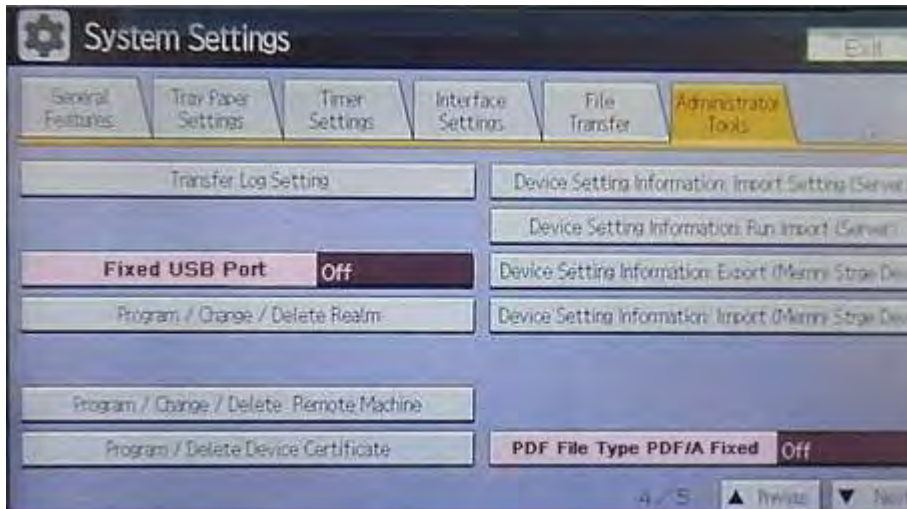 System Settings
Exit
General Features
Tray Paper Settings
Timer Settings
Interface Settings
File Transfer
Administrator Tools
Transfer Log Setting
Device Setting Information: Import Setting (Server
Device Setting Information: Run Import (Server)
Fixed USB Port Off
Device Setting Information: Export (Memry Strge De
Program / Change / Delete Realm
Device Setting Information: Import (Memry Strge De
Program / Change / Delete Remote Machine
Program / Delete Device Certificate
PDF File Type PDF/A Fixed Off
4 / 5
▲ Previous
▼ Next